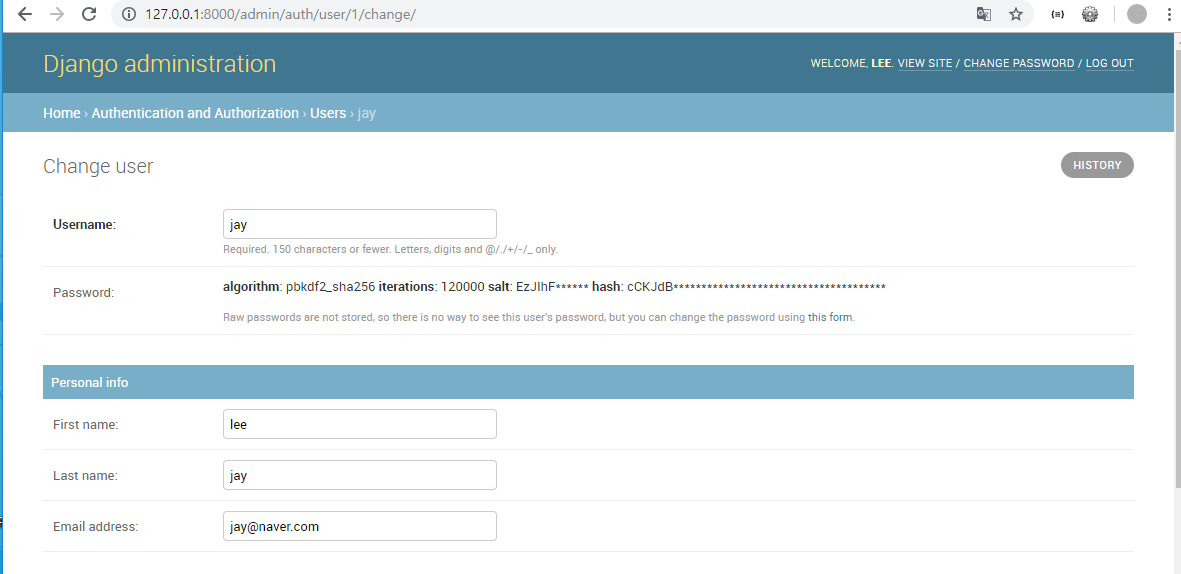 127.0.0.1:8000/admin/auth/user/1/change/
Django administration
WELCOME, LEE. VIEW SITE / CHANGE PASSWORD / LOG OUT
Home › Authentication and Authorization › Users › jay
Change user
HISTORY
Username:
jay
Required. 150 characters or fewer. Letters, digits and @/./+/-/_ only.
Password:
algorithm: pbkdf2_sha256 iterations: 120000 salt: EzJIhF****** hash: cCKJdB**************************************
Raw passwords are not stored, so there is no way to see this user's password, but you can change the password using this form.
Personal info
First name:
lee
Last name:
jay
Email address:
jay@naver.com